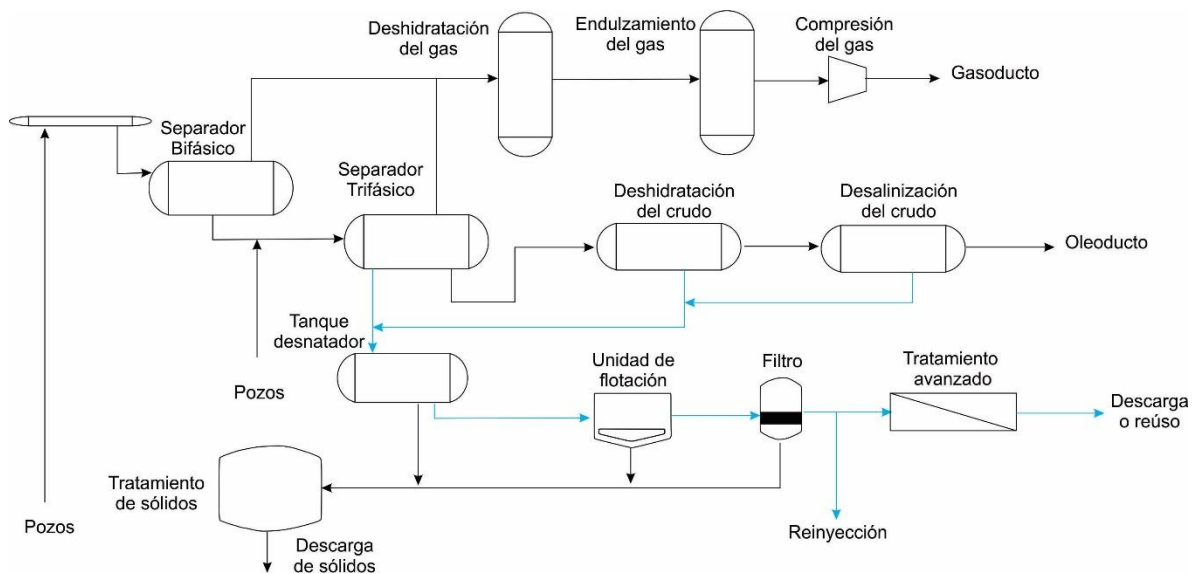 Deshidratación
del gas
Endulzamiento
del gas
Compresión
del gas
Gasoducto
Separador
Bifásico
Separador
Trifásico
Deshidratación
del crudo
Desalinización
del crudo
Oleoducto
Tanque
desnatador
Pozos
Unidad de
flotación
Filtro
Tratamiento
avanzado
Descarga
o reúso
Tratamiento
de sólidos
Pozos
Descarga
de sólidos
Reinyección